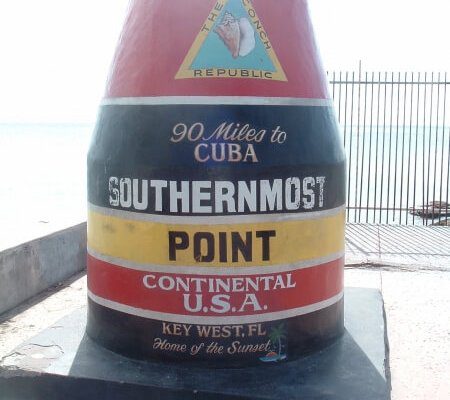 THE CONCH
REPUBLIC
90 Miles to
CUBA
SOUTHERNMOST
POINT
CONTINENTAL
U.S.A.
KEY WEST, FL
Home of the Sunset